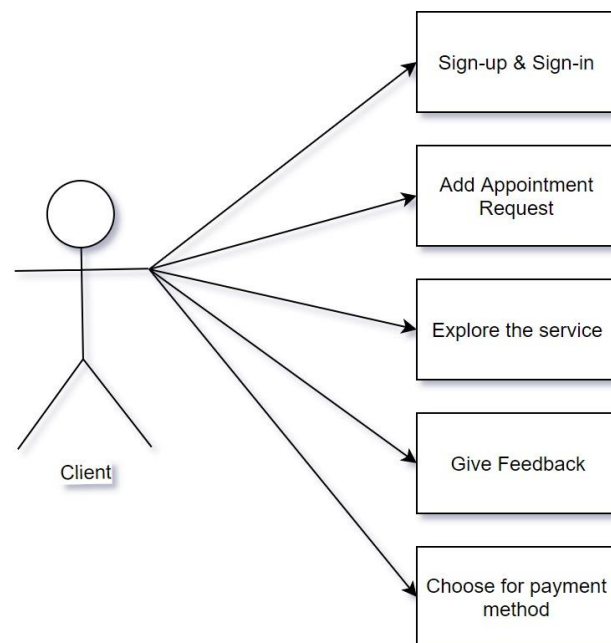 Sign-up & Sign-in
Add Appointment
Request
Explore the service
Give Feedback
Client
Choose for payment
method